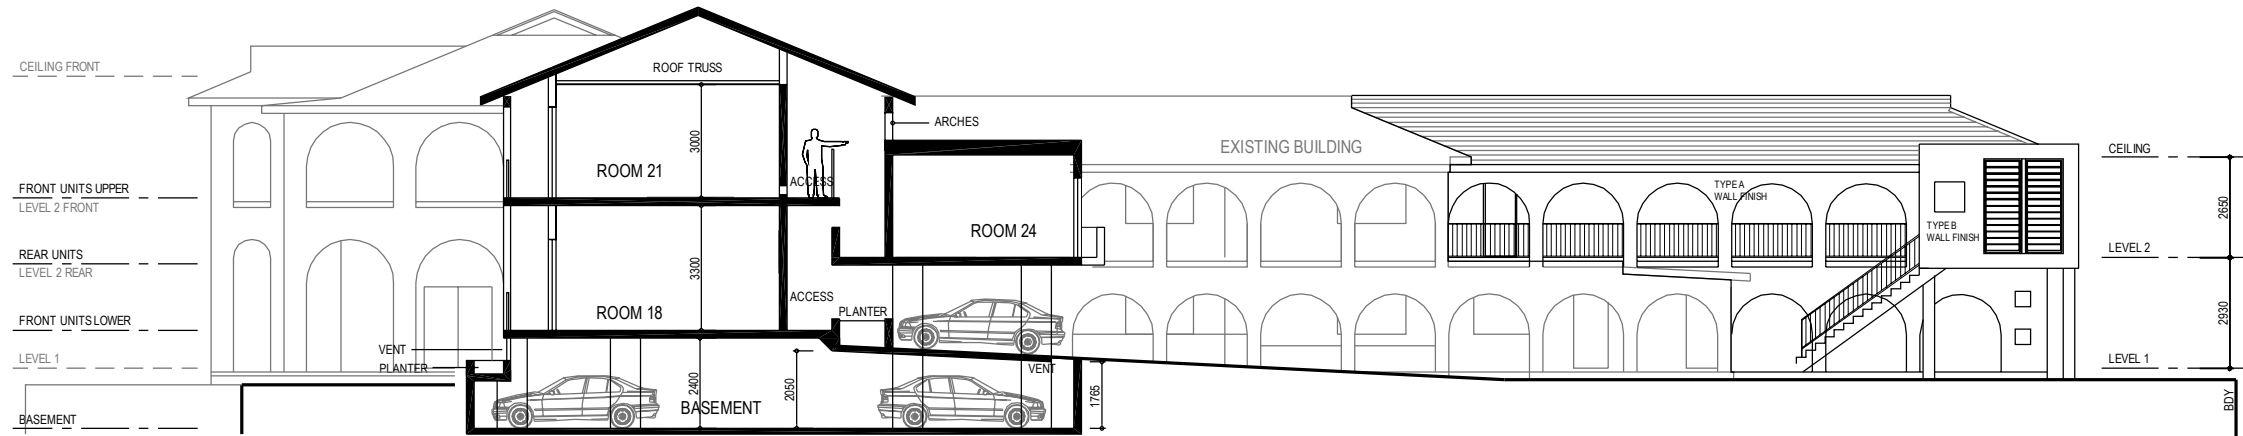 CEILING FRONT
ROOF TRUSS
ARCHES
3000
EXISTING BUILDING
CEILING
ROOM 21
ACCESS
FRONT UNITS UPPER
LEVEL 2 FRONT
TYPE A
WALL FINISH
2650
ROOM 24
TYPE B
WALL FINISH
REAR UNITS
LEVEL 2 REAR
LEVEL 2
3300
ACCESS
ROOM 18
PLANTER
FRONT UNITS LOWER
2930
VENT
LEVEL 1
PLANTER
VENT
LEVEL 1
2400
2050
1765
BASEMENT
BDY
BASEMENT